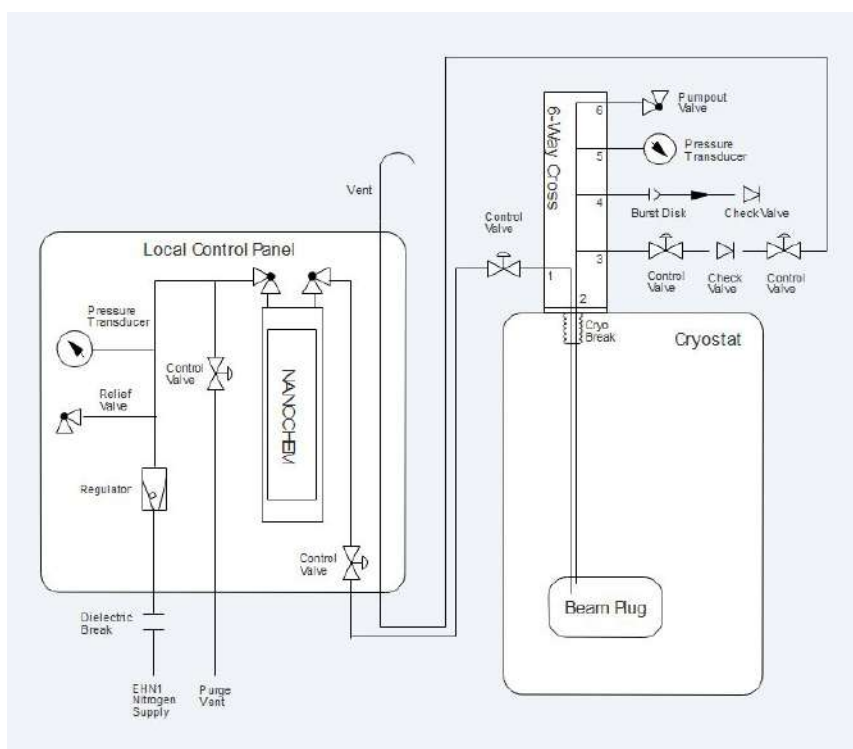 6-Way Cross
6
Pumpout
Valve
5
Pressure
Transducer
4
Burst Disk
Check Valve
3
Control
Valve
Check
Valve
Control
Valve
Control
Valve
1
2
Cryo
Break
Cryostat
Beam Plug
Vent
Local Control Panel
Pressure
Transducer
Control
Valve
Relief
Valve
NANOCHEM
Regulator
Control
Valve
Dielectric
Break
EHN1
Nitrogen
Supply
Purge
Vent